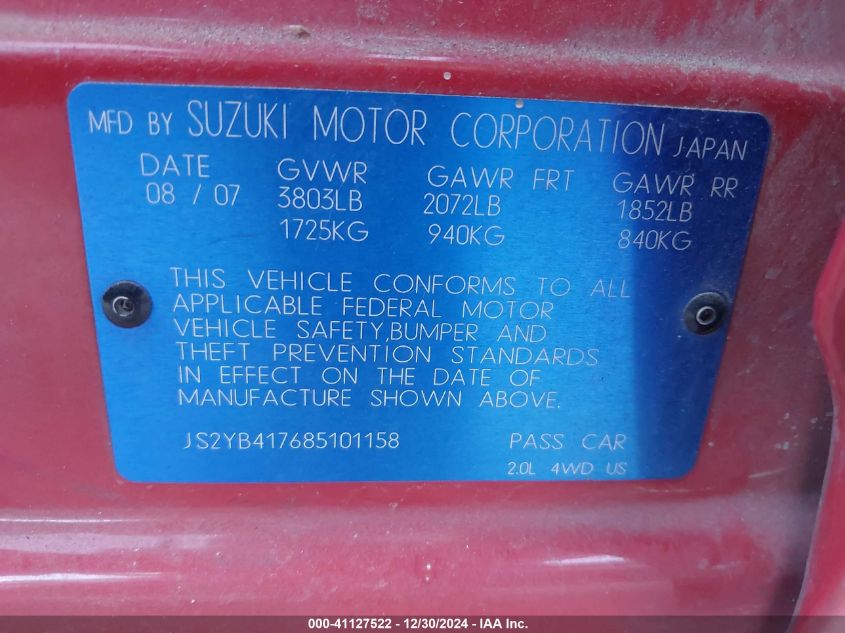 MFD BY SUZUKI MOTOR CORPORATION JAPAN
DATE GVWR GAWR FRT GAWR RR
08 / 07 3803LB 2072LB 1852LB
1725KG 940KG 840KG
THIS VEHICLE CONFORMS TO ALL
APPLICABLE FEDERAL MOTOR
VEHICLE SAFETY,BUMPER AND
THEFT PREVENTION STANDARDS
IN EFFECT ON THE DATE OF
MANUFACTURE SHOWN ABOVE.
JS2YB417685101158 PASS CAR
2.0L 4WD US
000-41127522 - 12/30/2024 - IAA Inc.